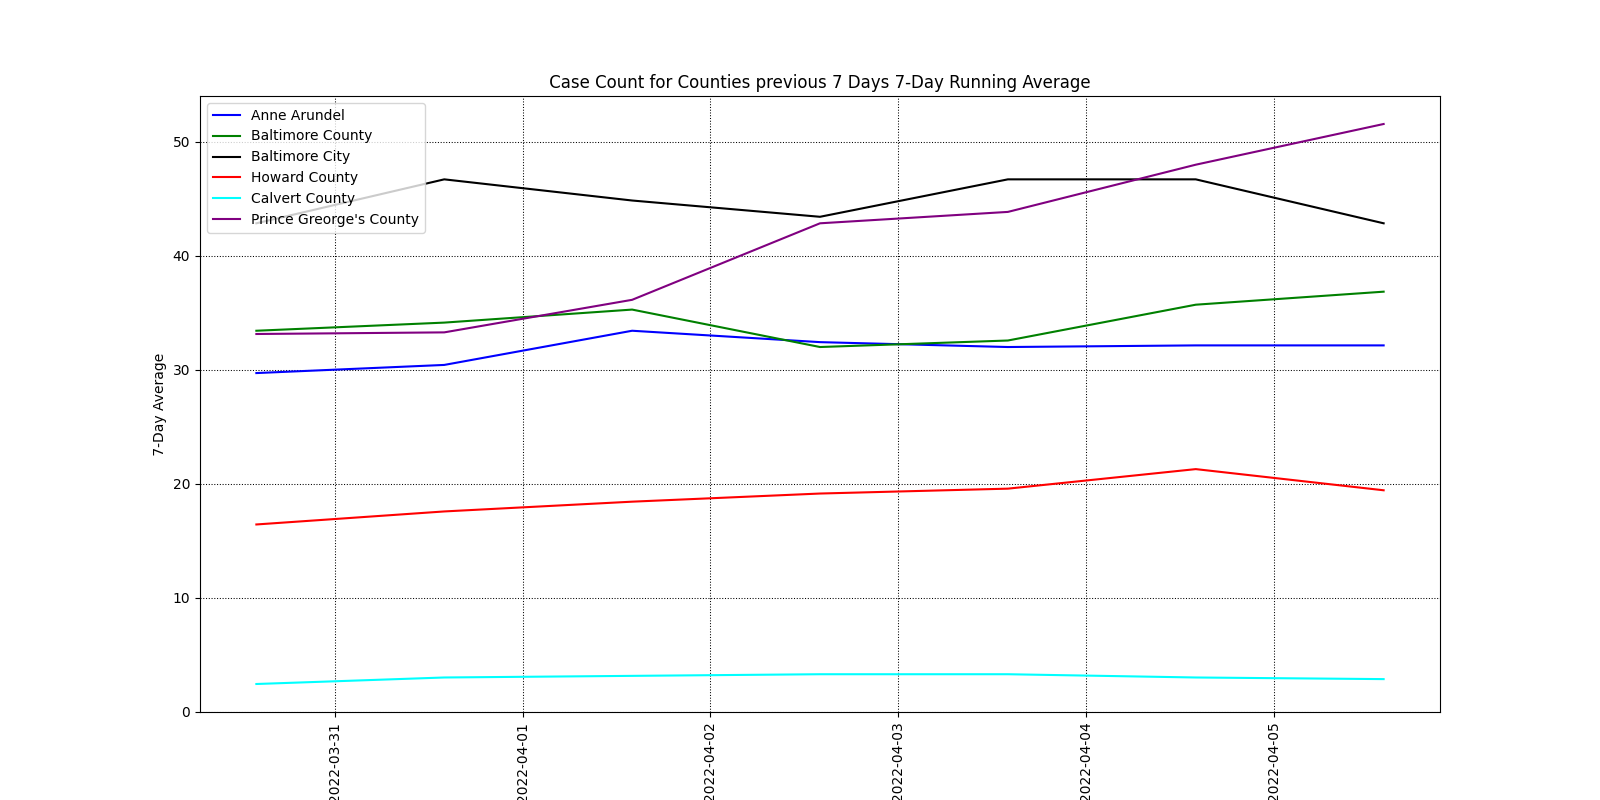 Case Count for Counties previous 7 Days 7-Day Running Average
Anne Arundel
Baltimore County
Baltimore City
Howard County
Calvert County
Prince Greorge's County
50
40
30
20
10
0
7-Day Average
2022-03-31
2022-04-01
2022-04-02
2022-04-03
2022-04-04
2022-04-05